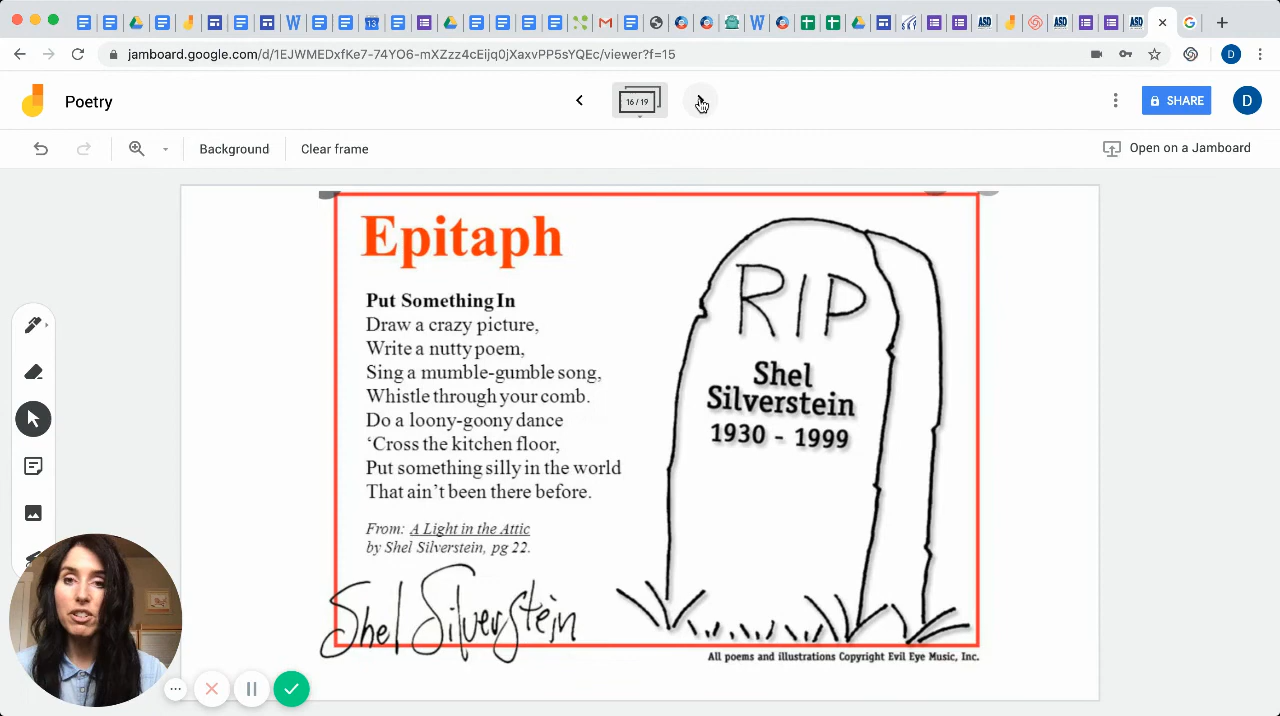 13
W
W
ASD
ASD
ASD
jamboard.google.com/d/1EJWMEDxfKe7-74YO6-mXZzz4cEijq0jXaxvPP5sYQEc/viewer?f=15
D
Poetry
16 / 19
SHARE
D
Background
Clear frame
Open on a Jamboard
Epitaph
Put Something In
Draw a crazy picture,
Write a nutty poem,
Sing a mumble-gumble song,
Whistle through your comb.
Do a loony-goony dance
‘Cross the kitchen floor,
Put something silly in the world
That ain’t been there before.
From: A Light in the Attic
by Shel Silverstein, pg 22.
Shel Silverstein
RIP
Shel
Silverstein
1930 - 1999
All poems and illustrations Copyright Evil Eye Music, Inc.